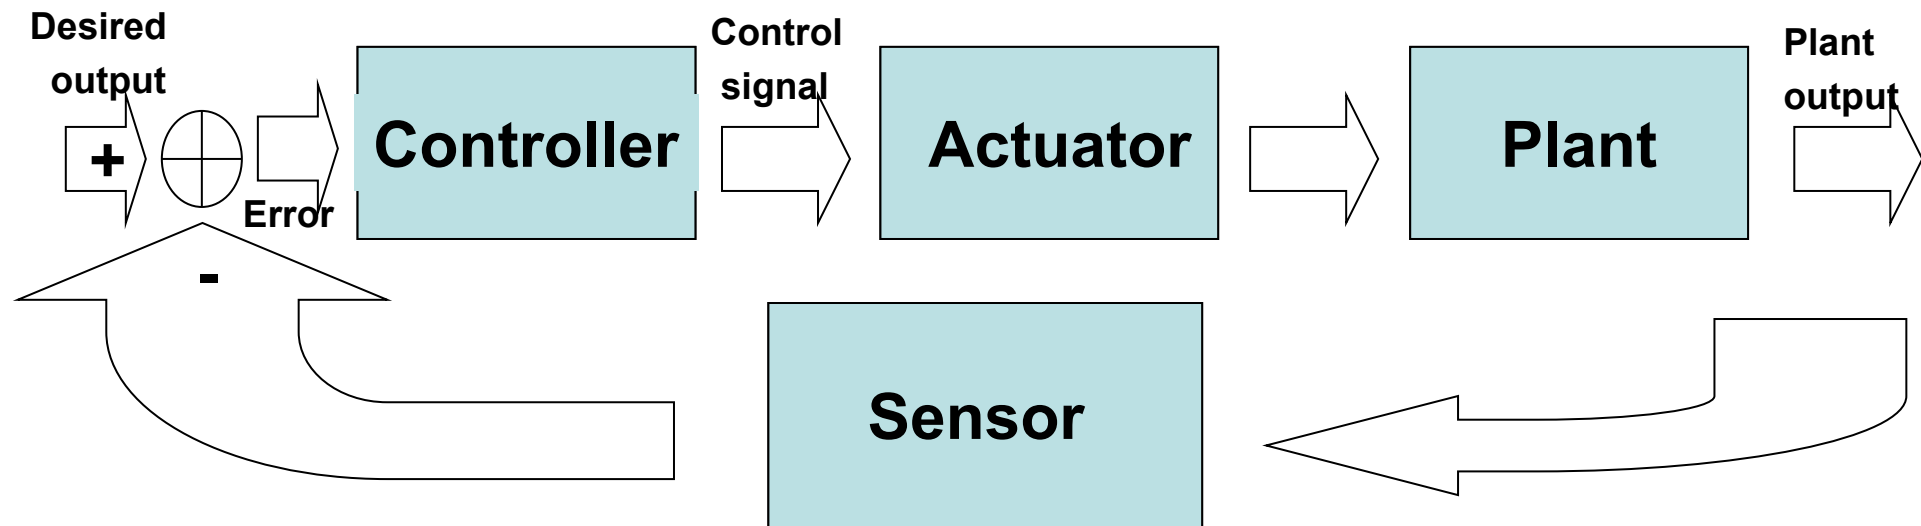 Desired
output
+
Error
Controller
Control
signal
Actuator
Plant
Plant
output
-
Sensor